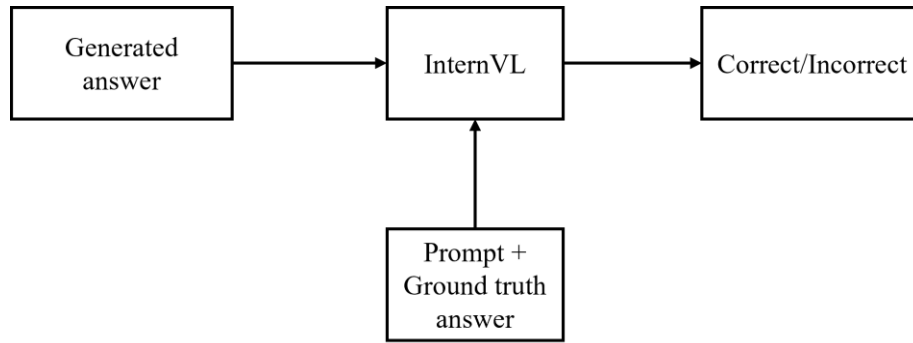 Generated
answer
InternVL
Correct/Incorrect
Prompt +
Ground truth
answer